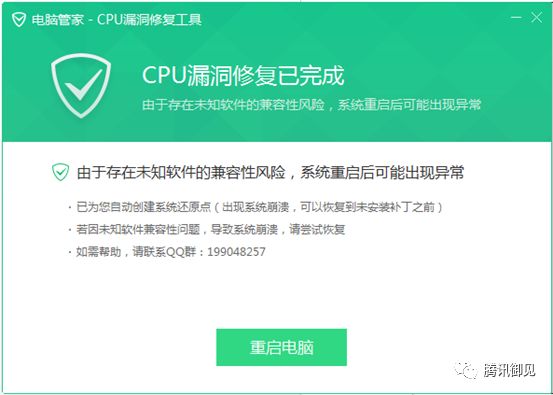 电脑管家 - CPU漏洞修复工具
CPU漏洞修复已完成
由于存在未知软件的兼容性风险，系统重启后可能出现异常
由于存在未知软件的兼容性风险，系统重启后可能出现异常
· 已为您自动创建系统还原点（出现系统崩溃，可以恢复到未安装补丁之前）
· 若因未知软件兼容性问题，导致系统崩溃，请尝试恢复
· 如需帮助，请联系QQ群：199048257
重启电脑
腾讯御见